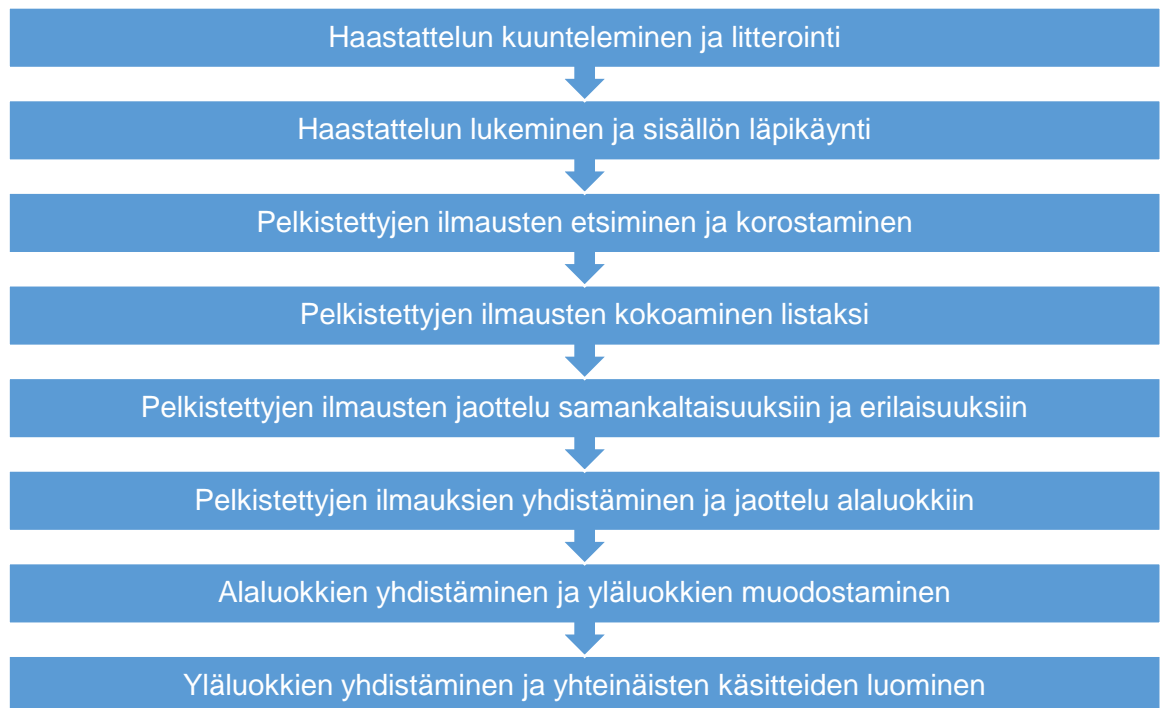 Haastattelun kuunteleminen ja litterointi
Haastattelun lukeminen ja sisällön läpikäynti
Pelkistettyjen ilmausten etsiminen ja korostaminen
Pelkistettyjen ilmausten kokoaminen listaksi
Pelkistettyjen ilmausten jaottelu samankaltaisuuksiin ja erilaisuuksiin
Pelkistettyjen ilmauksien yhdistäminen ja jaottelu alaluokkiin
Alaluokkien yhdistäminen ja yläluokkien muodostaminen
Yläluokkien yhdistäminen ja yhteinäisten käsitteiden luominen